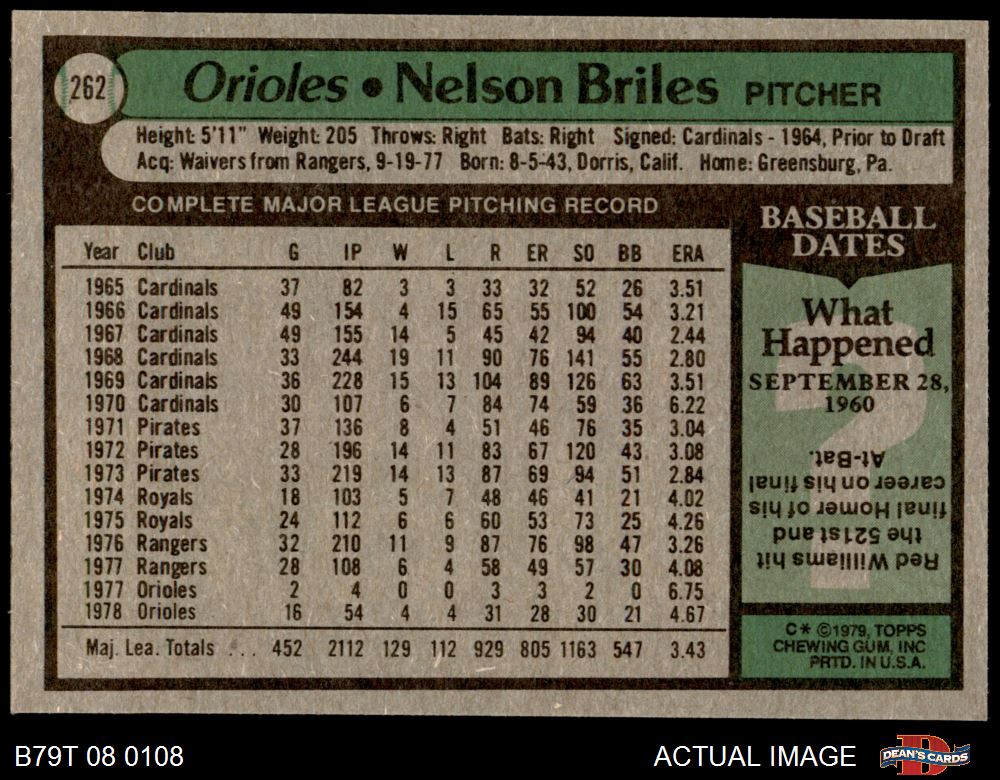 262
Orioles • Nelson Briles PITCHER
Height: 5'11" Weight: 205 Throws: Right Bats: Right Signed: Cardinals - 1964, Prior to Draft
Acq: Waivers from Rangers, 9-19-77 Born: 8-5-43, Dorris, Calif. Home: Greensburg, Pa.
COMPLETE MAJOR LEAGUE PITCHING RECORD
Year Club G IP W L R ER SO BB ERA
1965 Cardinals 37 82 3 3 33 32 52 26 3.51
1966 Cardinals 49 154 4 15 65 55 100 54 3.21
1967 Cardinals 49 155 14 5 45 42 94 40 2.44
1968 Cardinals 33 244 19 11 90 76 141 55 2.80
1969 Cardinals 36 228 15 13 104 89 126 63 3.51
1970 Cardinals 30 107 6 7 84 74 59 36 6.22
1971 Pirates 37 136 8 4 51 46 76 35 3.04
1972 Pirates 28 196 14 11 83 67 120 43 3.08
1973 Pirates 33 219 14 13 87 69 94 51 2.84
1974 Royals 18 103 5 7 48 46 41 21 4.02
1975 Royals 24 112 6 6 60 53 73 25 4.26
1976 Rangers 32 210 11 9 87 76 98 47 3.26
1977 Rangers 28 108 6 4 58 49 57 30 4.08
1977 Orioles 2 4 0 0 3 3 2 0 6.75
1978 Orioles 16 54 4 4 31 28 30 21 4.67
Maj. Lea. Totals ... 452 2112 129 112 929 805 1163 547 3.43
BASEBALL
DATES
What
Happened
SEPTEMBER 28,
1960
?
Red Williams hit
the 521st and
final Homer of his
career on his final
At-Bat.
C* ©1979, TOPPS
CHEWING GUM, INC
PRTD. IN U.S.A.
B79T 08 0108
ACTUAL IMAGE
D
DEAN'S CARDS